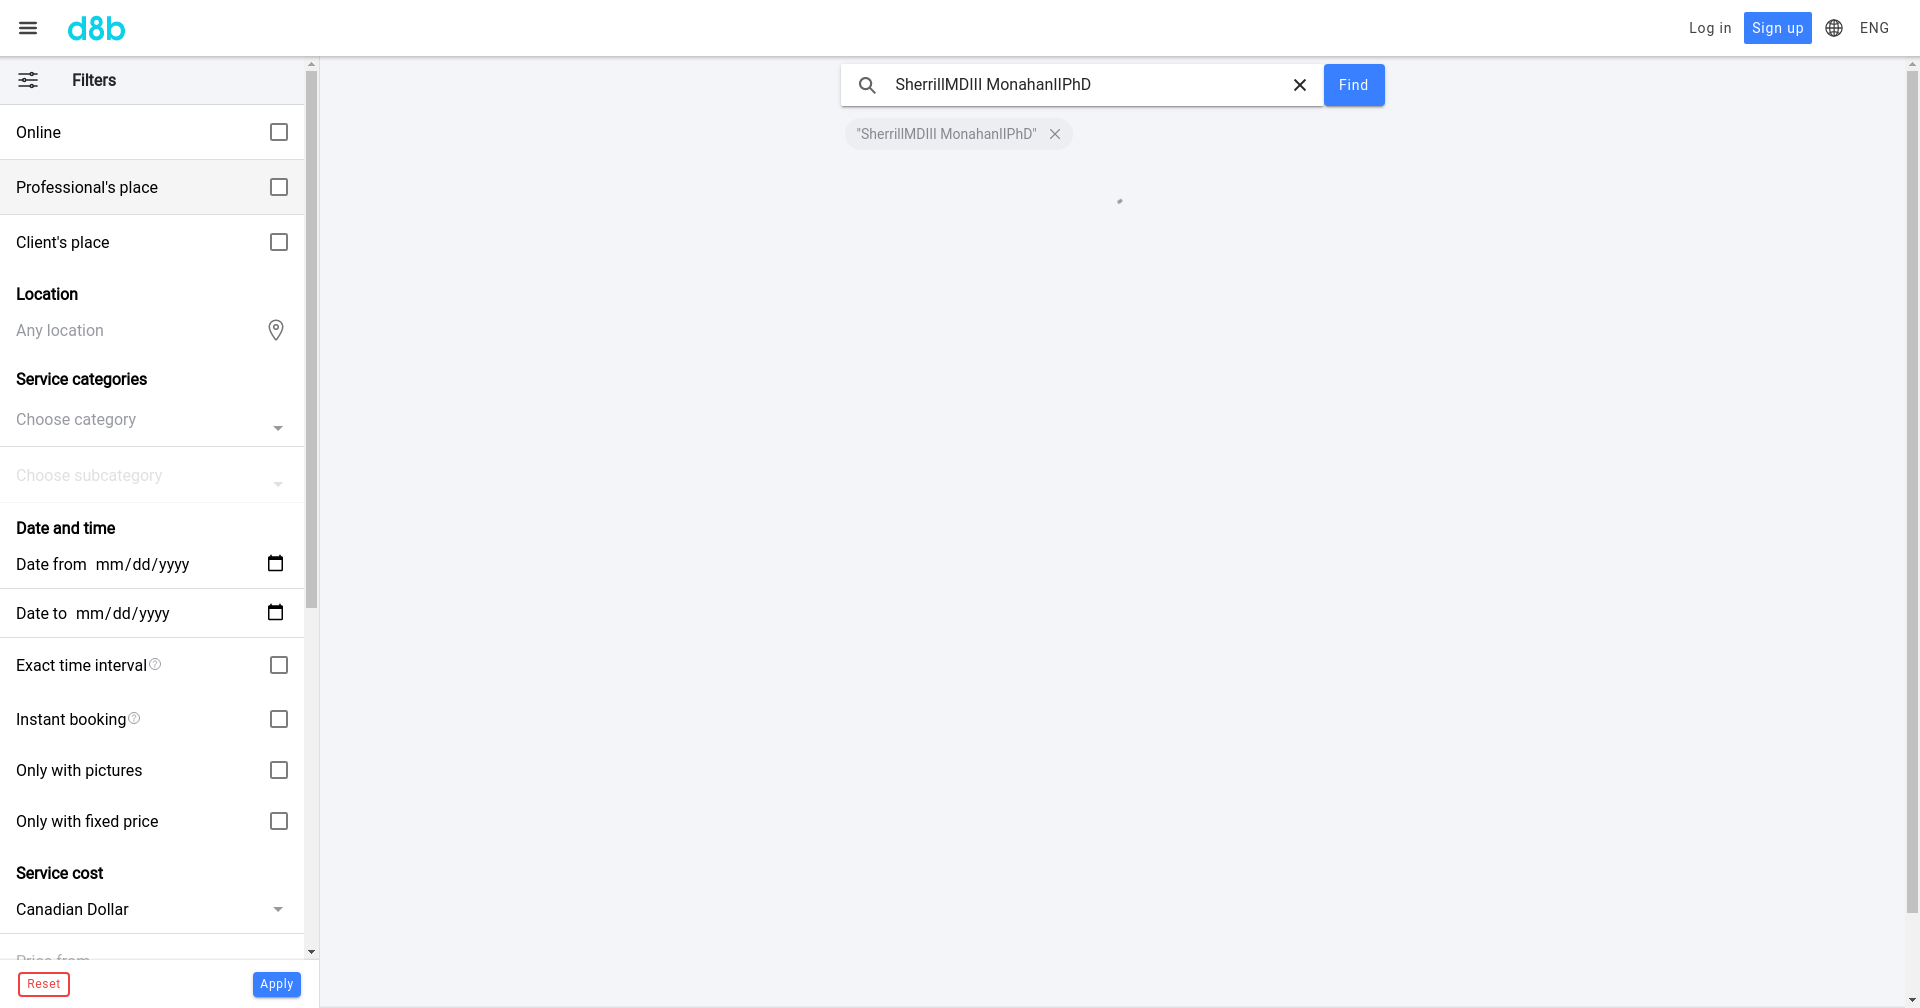 d8b
Log in
Sign up
ENG
Filters
Online
Professional's place
Client's place
Location
Any location
Service categories
Choose category
Choose subcategory
Date and time
Date from mm/dd/yyyy
Date to mm/dd/yyyy
Exact time interval
Instant booking
Only with pictures
Only with fixed price
Service cost
Canadian Dollar
Price from
Reset
Apply
SherrillMDIII MonahanIIPhD
Find
"SherrillMDIII MonahanIIPhD"